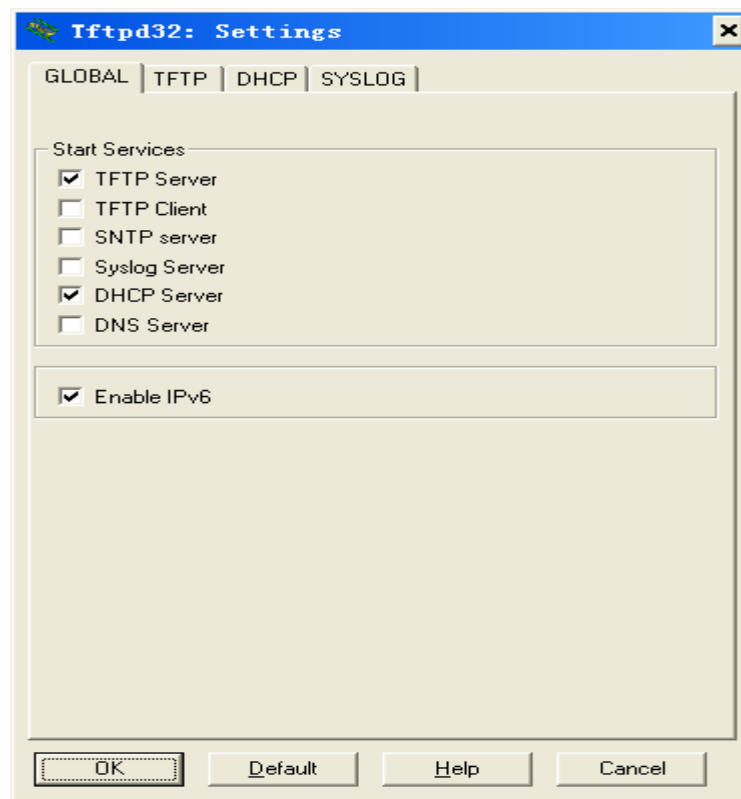 Tftpd32: Settings
GLOBAL TFTP DHCP SYSLOG
Start Services
TFTP Server
TFTP Client
SNTP server
Syslog Server
DHCP Server
DNS Server
Enable IPv6
OK Default Help Cancel